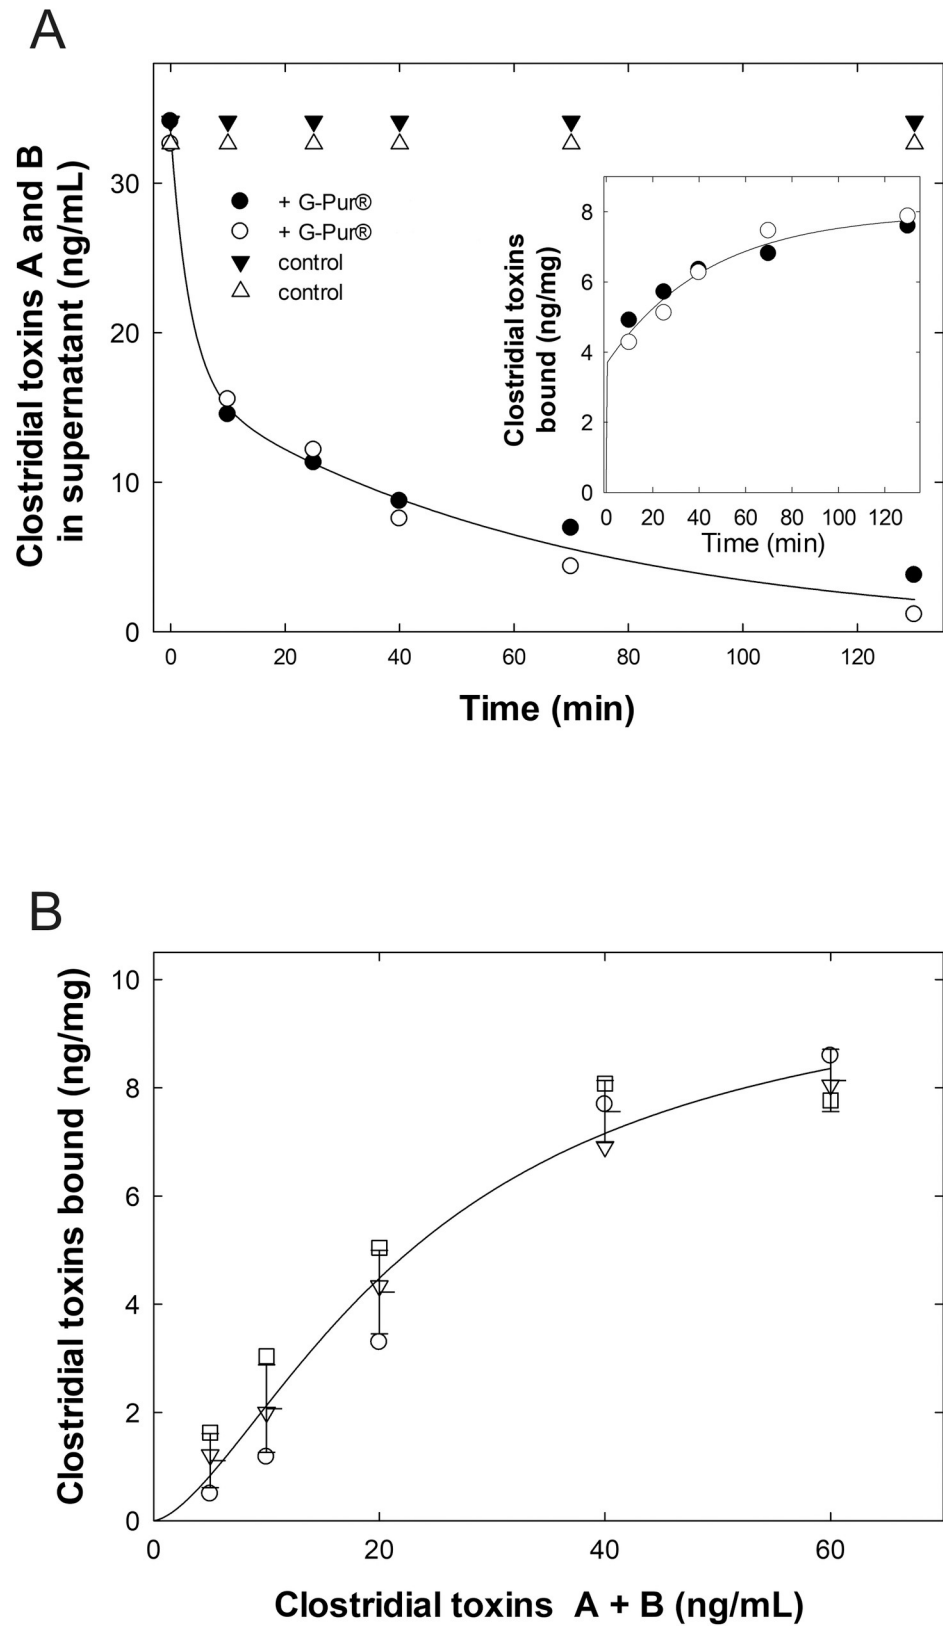 A
Clostridial toxins A and B
in supernatant (ng/mL)
30
20
10
0
+ G-Pur®
+ G-Pur®
control
control
Clostridial toxins
bound (ng/mg)
8
6
4
2
0
0 20 40 60 80 100 120
Time (min)
0 20 40 60 80 100 120
Time (min)
B
Clostridial toxins bound (ng/mg)
10
8
6
4
2
0
0 20 40 60
Clostridial toxins A + B (ng/mL)